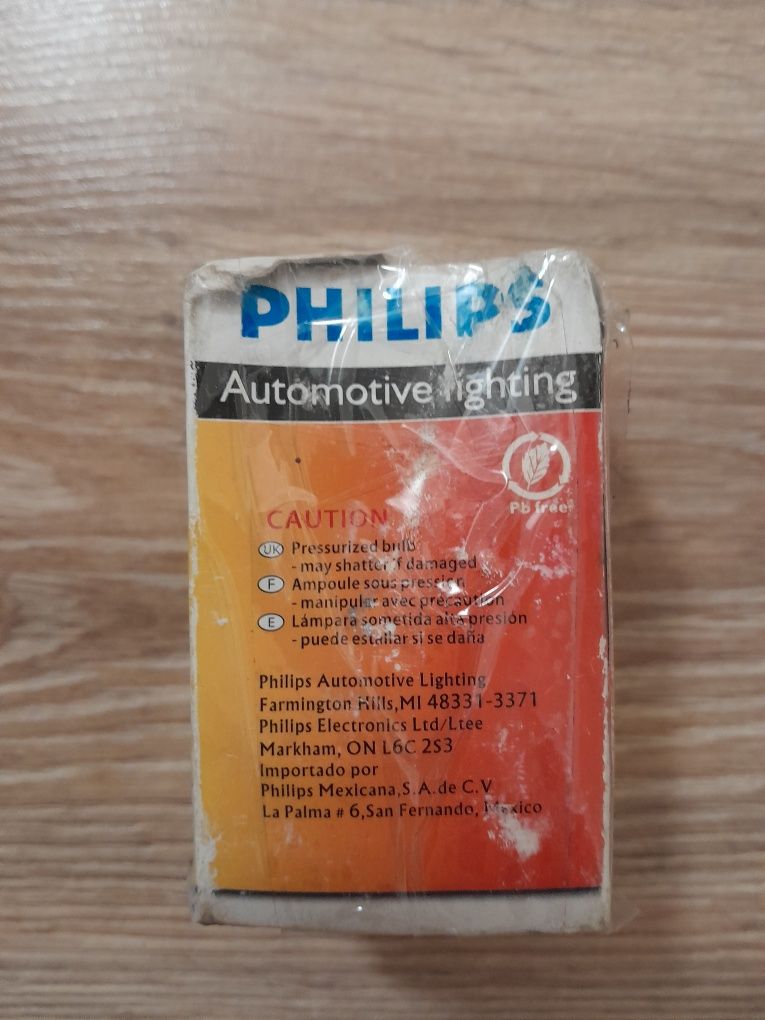 PHILIPS
Automotive lighting
Pb free
CAUTION
UK Pressurized bulb
- may shatter if damaged
F Ampoule sous pression
- manipuler avec précaution
E Lámpara sometida alta presión
- puede estallar si se daña
Philips Automotive Lighting
Farmington Hills,MI 48331-3371
Philips Electronics Ltd/Ltee
Markham, ON L6C 2S3
Importado por
Philips Mexicana,S.A.de C.V
La Palma # 6,San Fernando, Mexico